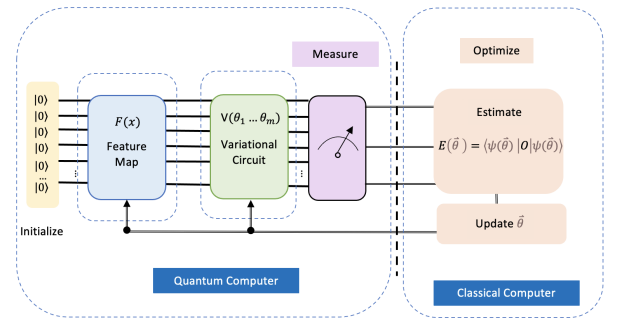 Measure
Optimize
|0⟩
|0⟩
|0⟩
|0⟩
|0⟩
...
|0⟩
Initialize
F(x)
Feature
Map
⋮
V(θ₁ … θₘ)
Variational
Circuit
⋮
Estimate
E(θ⃗) = ⟨ψ(θ⃗) |O|ψ(θ⃗)⟩
Update θ⃗
Quantum Computer
Classical Computer